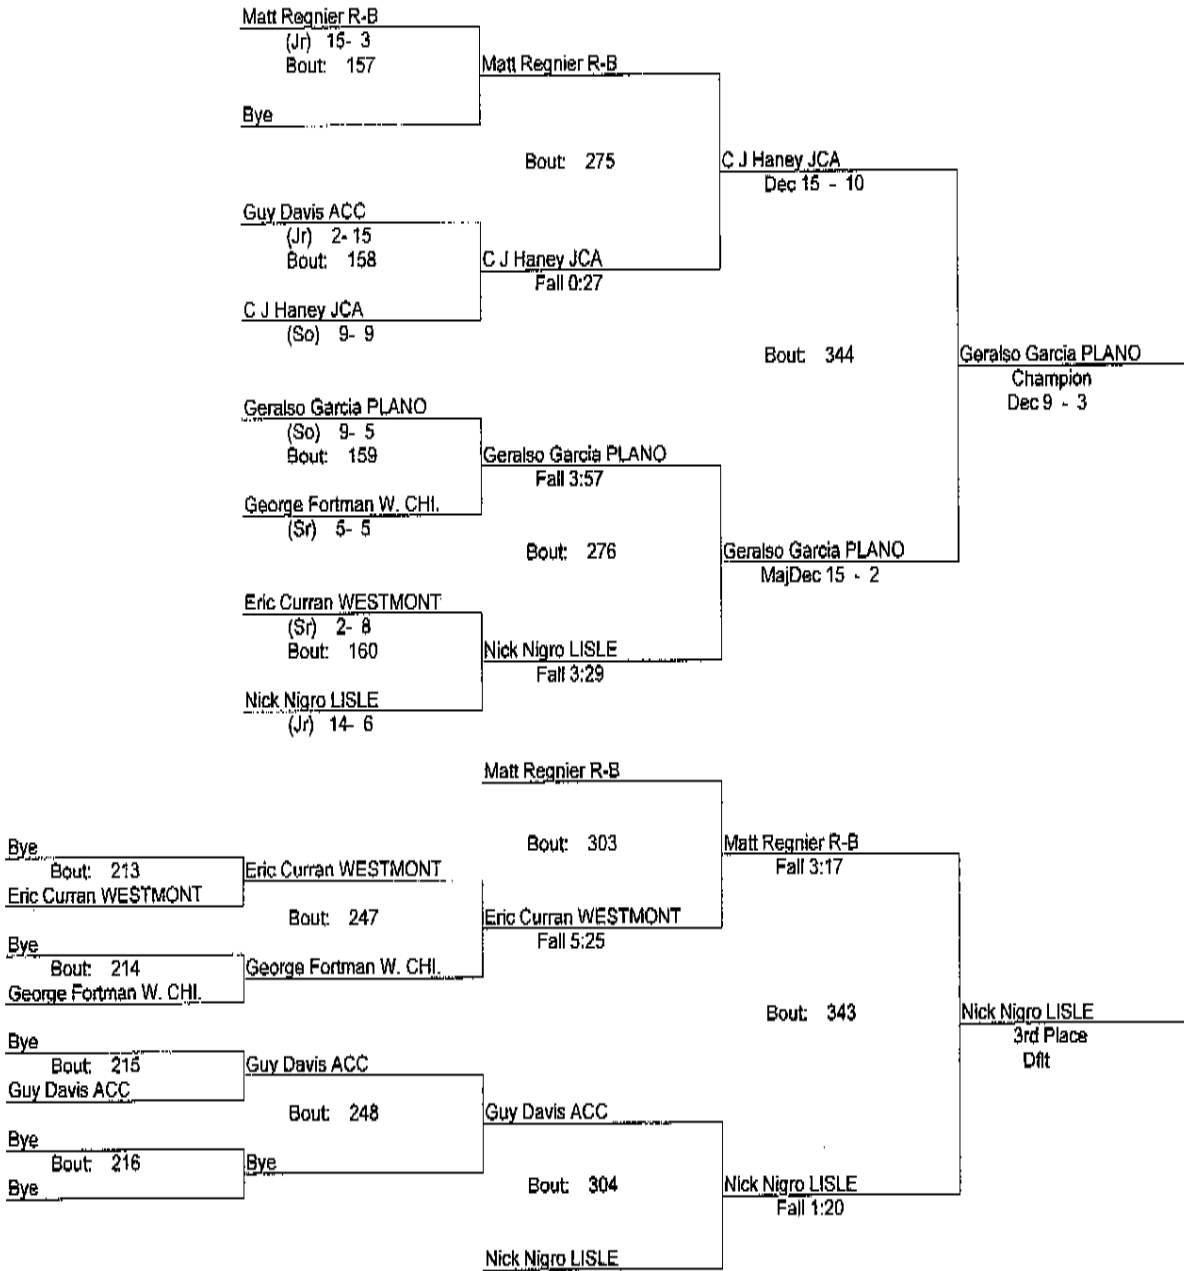 Matt Regnier R-B
(Jr) 15- 3
Bout: 157
Matt Regnier R-B
Bye
Bout: 275
C J Haney JCA
Dec 15 - 10
Guy Davis ACC
(Jr) 2- 15
Bout: 158
C J Haney JCA
Fall 0:27
C J Haney JCA
(So) 9- 9
Bout: 344
Geralso Garcia PLANO
Champion
Dec 9 - 3
Geralso Garcia PLANO
(So) 9- 5
Bout: 159
Geralso Garcia PLANO
Fall 3:57
George Fortman W. CHI.
(Sr) 5- 5
Bout: 276
Geralso Garcia PLANO
MajDec 15 - 2
Eric Curran WESTMONT
(Sr) 2- 8
Bout: 160
Nick Nigro LISLE
Fall 3:29
Nick Nigro LISLE
(Jr) 14- 6
Matt Regnier R-B
Bout: 303
Matt Regnier R-B
Fall 3:17
Bye
Bout: 213
Eric Curran WESTMONT
Eric Curran WESTMONT
Bout: 247
Eric Curran WESTMONT
Fall 5:25
Bye
Bout: 214
George Fortman W. CHI.
George Fortman W. CHI.
Bout: 343
Nick Nigro LISLE
3rd Place
Dflt
Bye
Bout: 215
Guy Davis ACC
Guy Davis ACC
Bout: 248
Guy Davis ACC
Bye
Bout: 216
Bye
Bye
Bout: 304
Nick Nigro LISLE
Fall 1:20
Nick Nigro LISLE